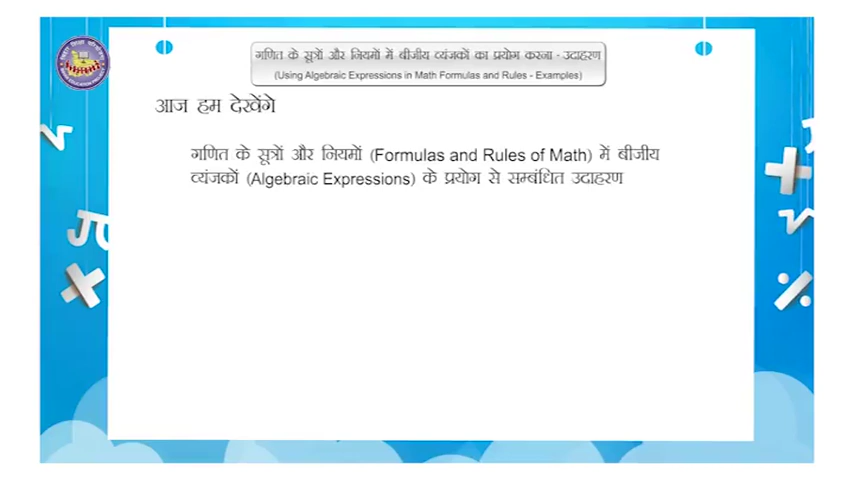 गणित के सूत्रों और नियमों में बीजीय व्यंजकों का प्रयोग करना - उदाहरण
(Using Algebraic Expressions in Math Formulas and Rules - Examples)
आज हम देखेंगे
गणित के सूत्रों और नियमों (Formulas and Rules of Math) में बीजीय
व्यंजकों (Algebraic Expressions) के प्रयोग से सम्बंधित उदाहरण